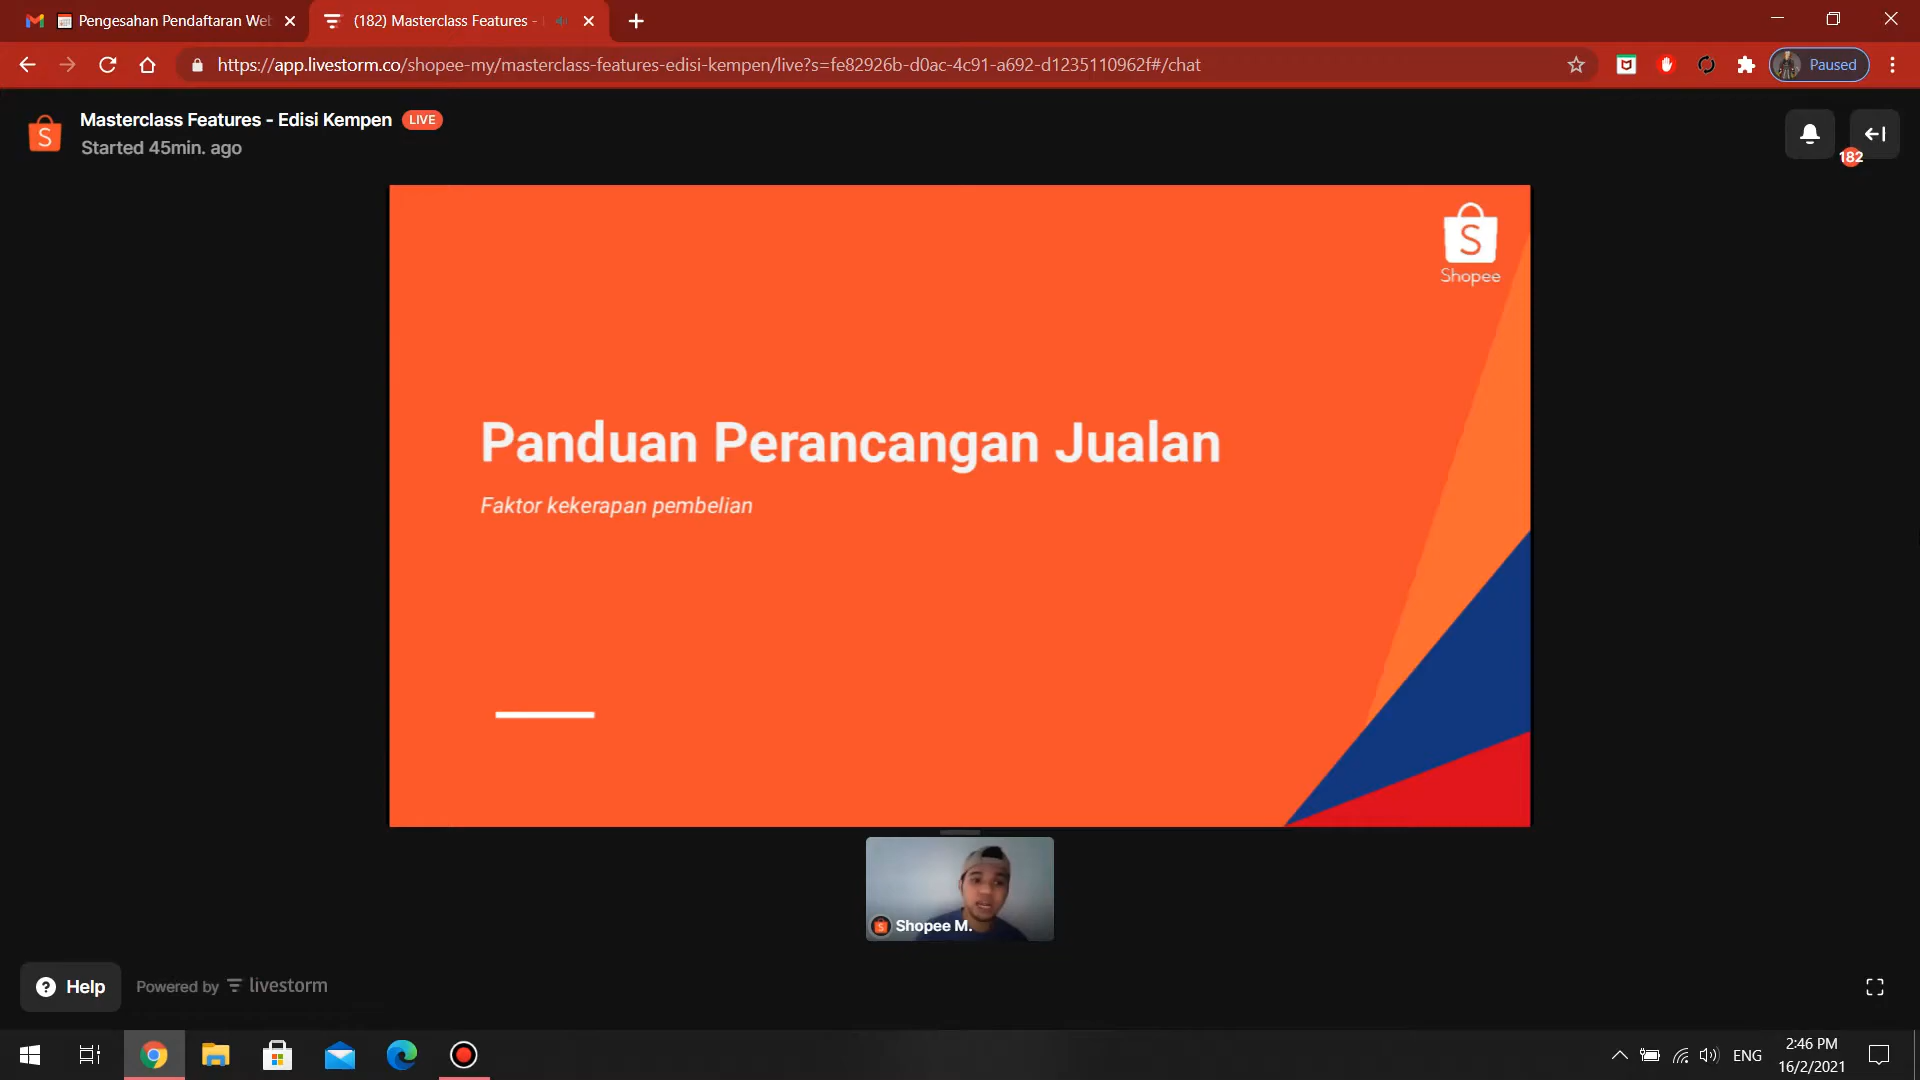 Pengesahan Pendaftaran Web
(182) Masterclass Features -
https://app.livestorm.co/shopee-my/masterclass-features-edisi-kempen/live?s=fe82926b-d0ac-4c91-a692-d1235110962f#/chat
Paused
Masterclass Features - Edisi Kempen
LIVE
Started 45min. ago
182
Shopee
Panduan Perancangan Jualan
Faktor kekerapan pembelian
Shopee M.
Help
Powered by livestorm
ENG
2:46 PM
16/2/2021